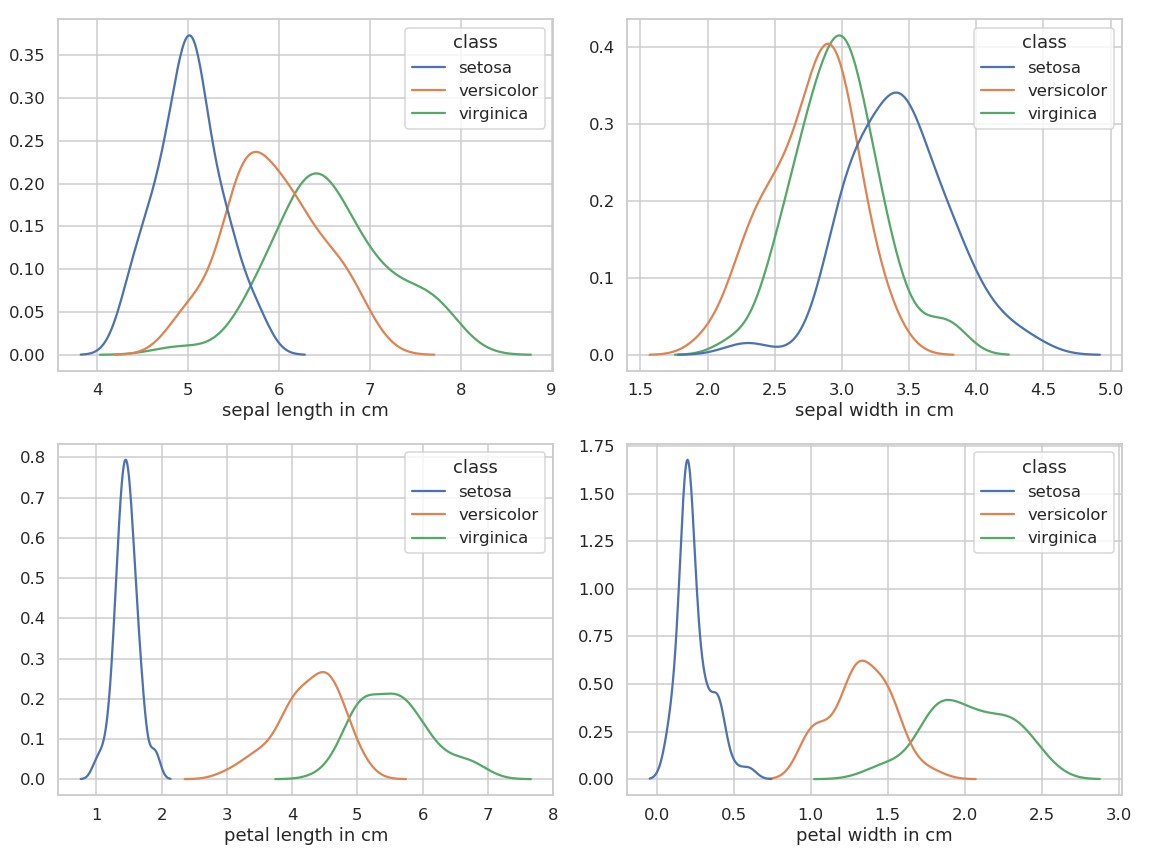 0.35
0.30
0.25
0.20
0.15
0.10
0.05
0.00
4 5 6 7 8 9
sepal length in cm
class
setosa
versicolor
virginica
0.4
0.3
0.2
0.1
0.0
1.5 2.0 2.5 3.0 3.5 4.0 4.5 5.0
sepal width in cm
class
setosa
versicolor
virginica
0.8
0.7
0.6
0.5
0.4
0.3
0.2
0.1
0.0
1 2 3 4 5 6 7 8
petal length in cm
class
setosa
versicolor
virginica
1.75
1.50
1.25
1.00
0.75
0.50
0.25
0.00
0.0 0.5 1.0 1.5 2.0 2.5 3.0
petal width in cm
class
setosa
versicolor
virginica